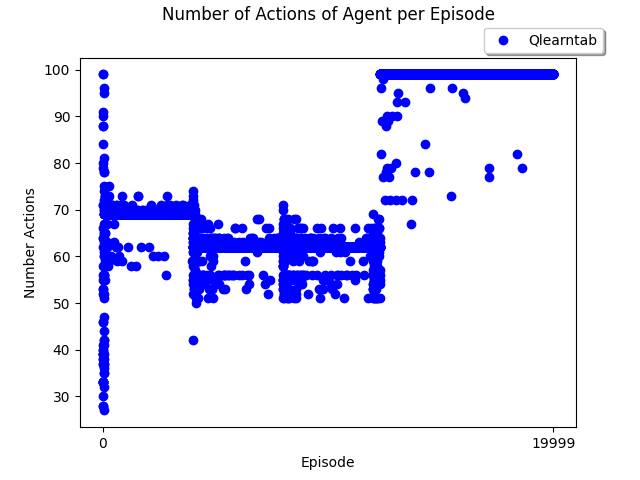 Number of Actions of Agent per Episode
Qlearntab
100
90
80
70
60
50
40
30
Number Actions
0
19999
Episode